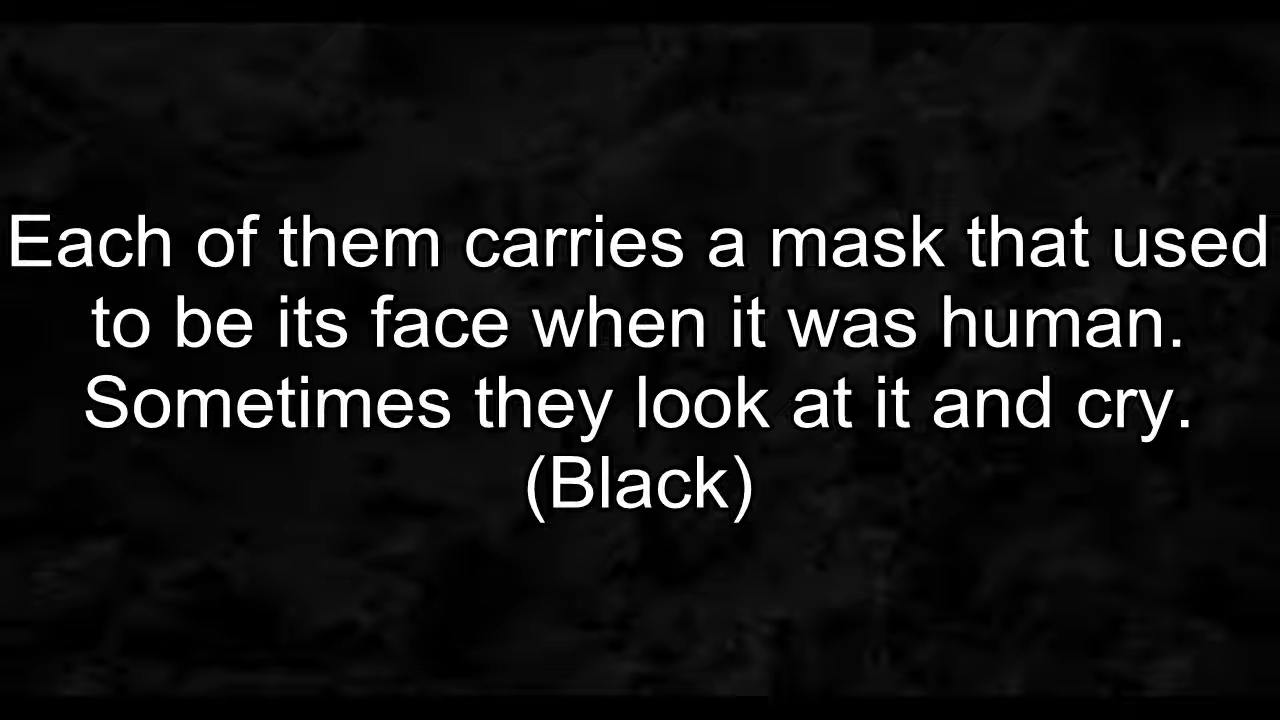 Each of them carries a mask that used
to be its face when it was human.
Sometimes they look at it and cry.
(Black)